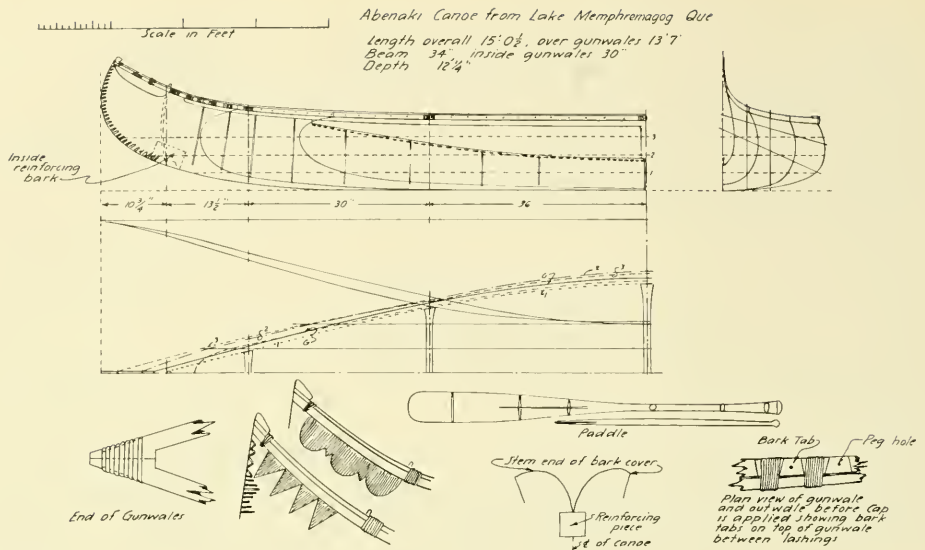 Abenaki Canoe from Lake Memphremagog Que
Scale in Feet
Length overall 15'·0½, over gunwales 13'7"
Beam 34" inside gunwales 30"
Depth 12¼"
Inside
reinforcing
bark
3
2
1
10¾" 13½" 30" 36
Paddle
End of Gunwales
Stem end of bark cover
Reinforcing
piece
℄ of canoe
Bark Tab
Peg hole
Plan view of gunwale
and outwale before Cap
is applied showing bark
tabs on top of gunwale
between lashings